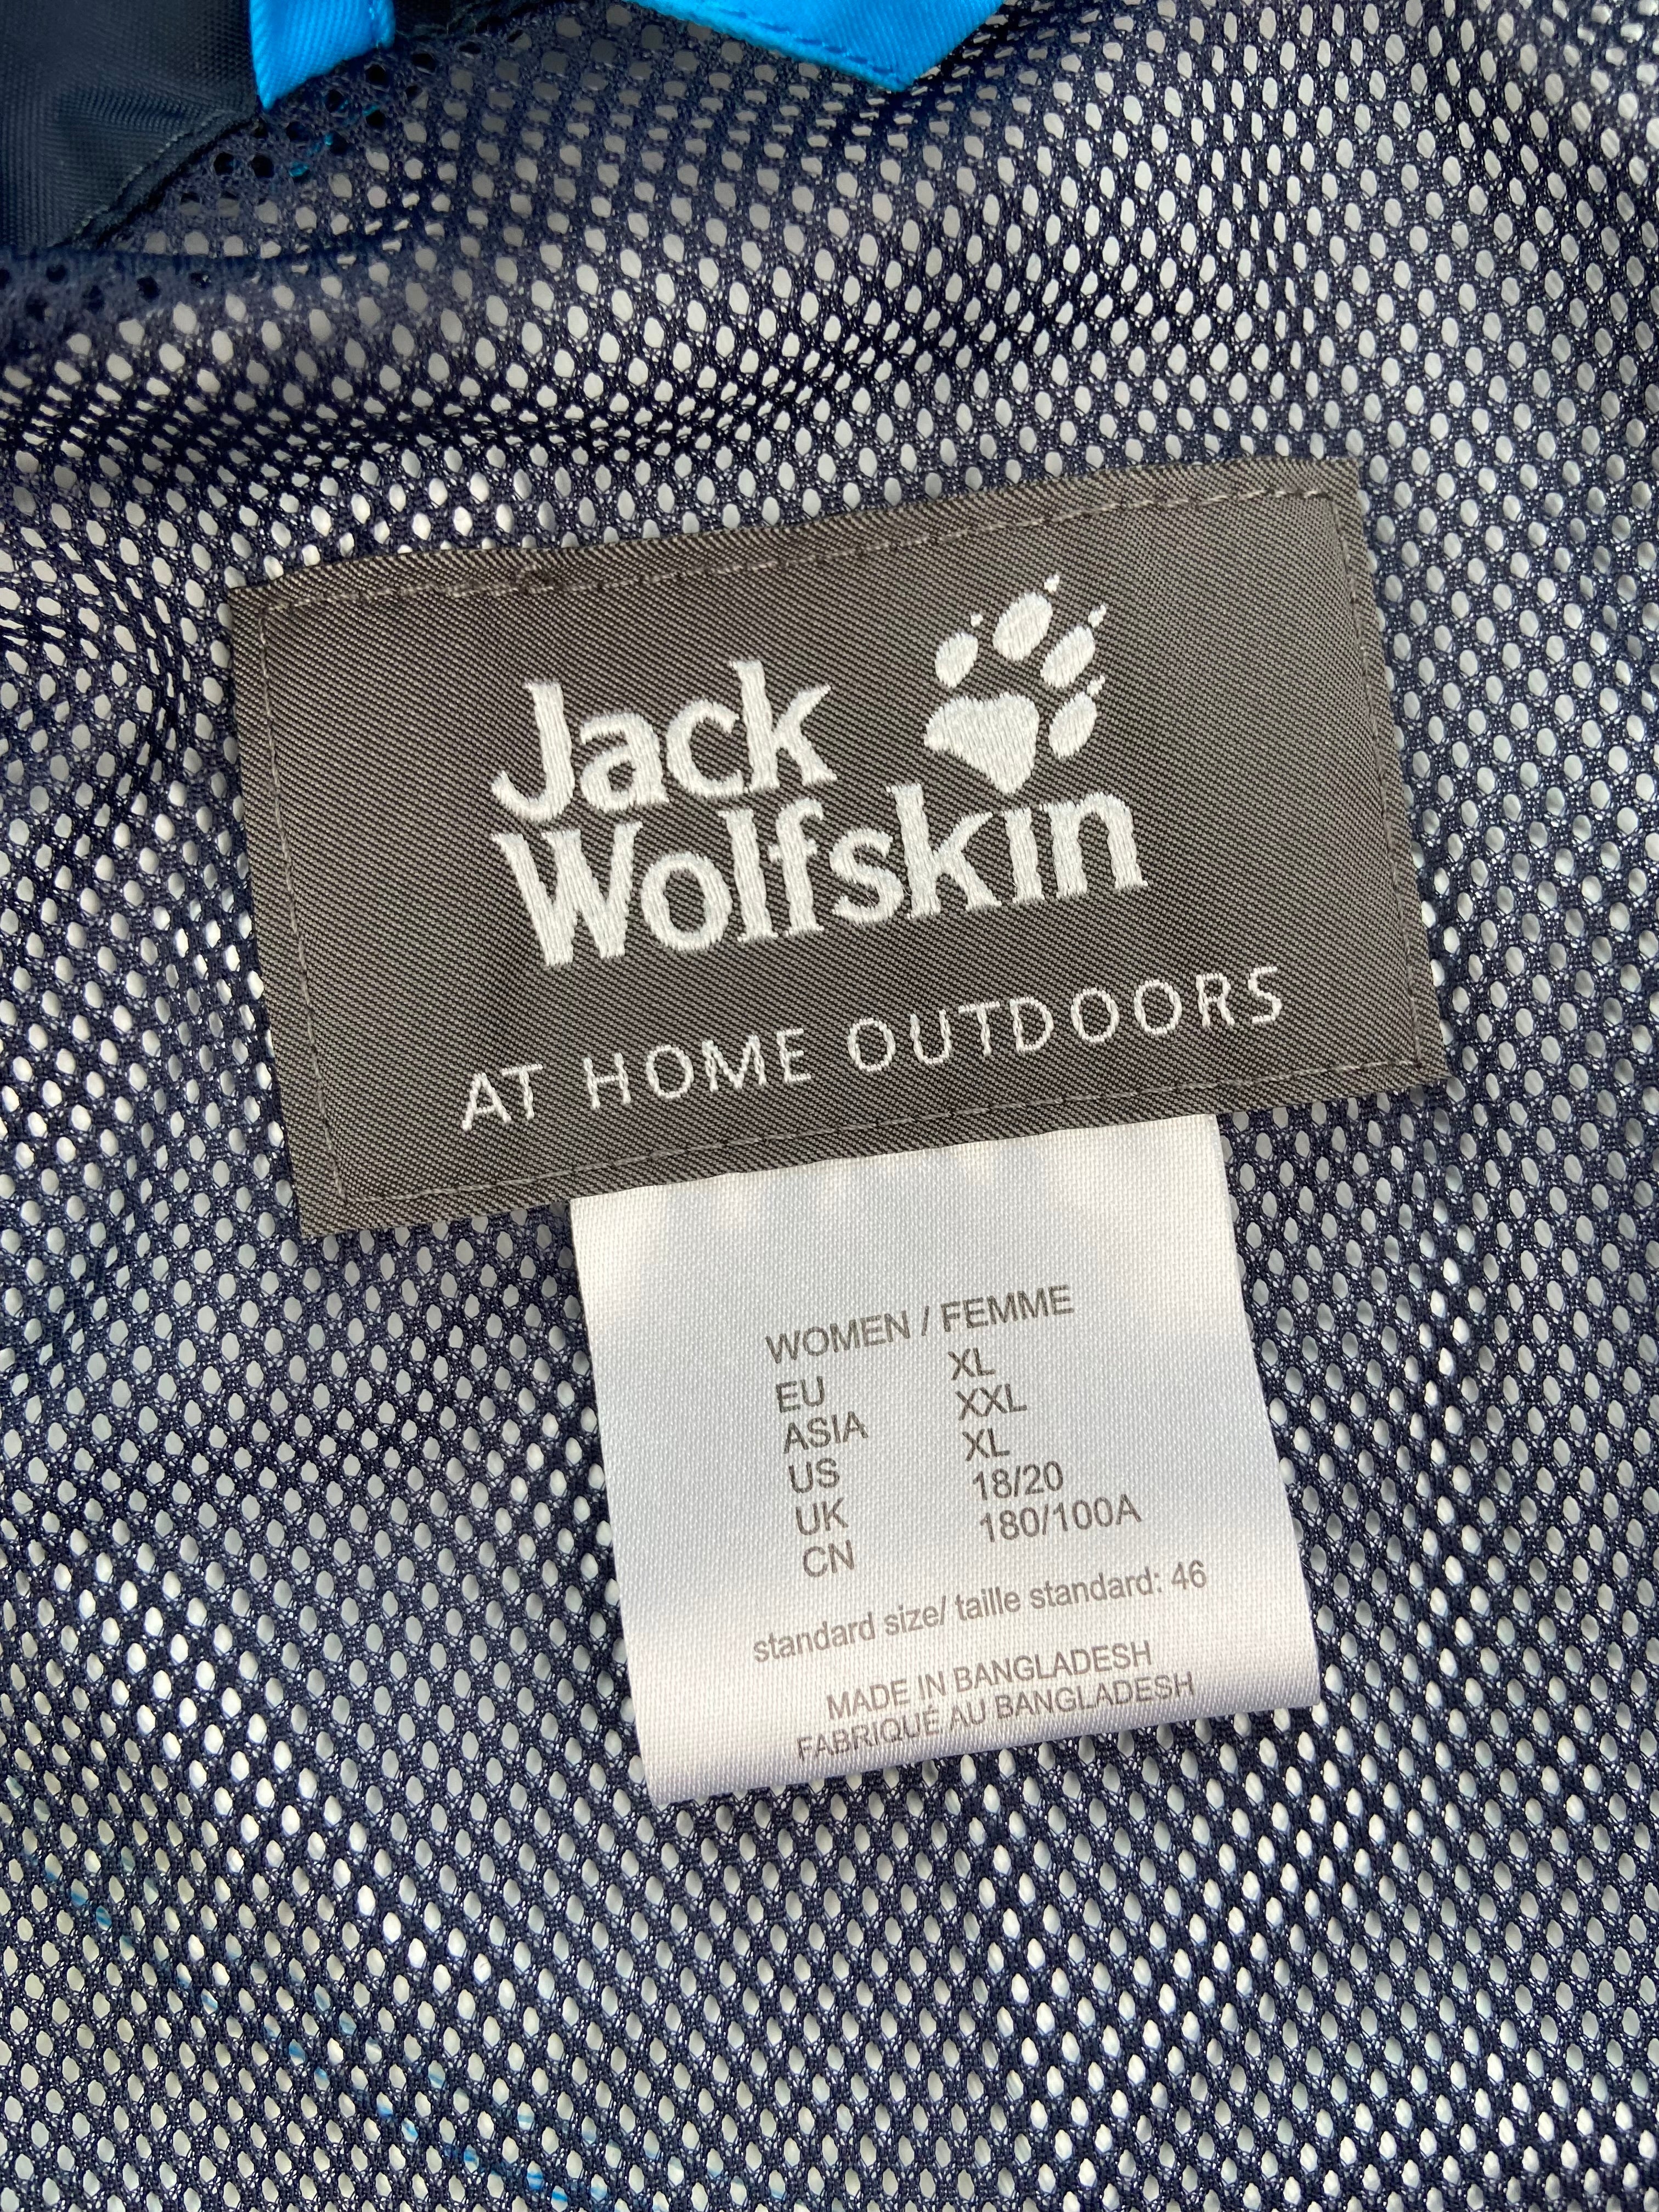 Jack
Wolfskin
AT HOME OUTDOORS
WOMEN / FEMME
EU XL
ASIA XXL
US XL
UK 18/20
CN 180/100A
standard size/ taille standard: 46
MADE IN BANGLADESH
FABRIQUÉ AU BANGLADESH